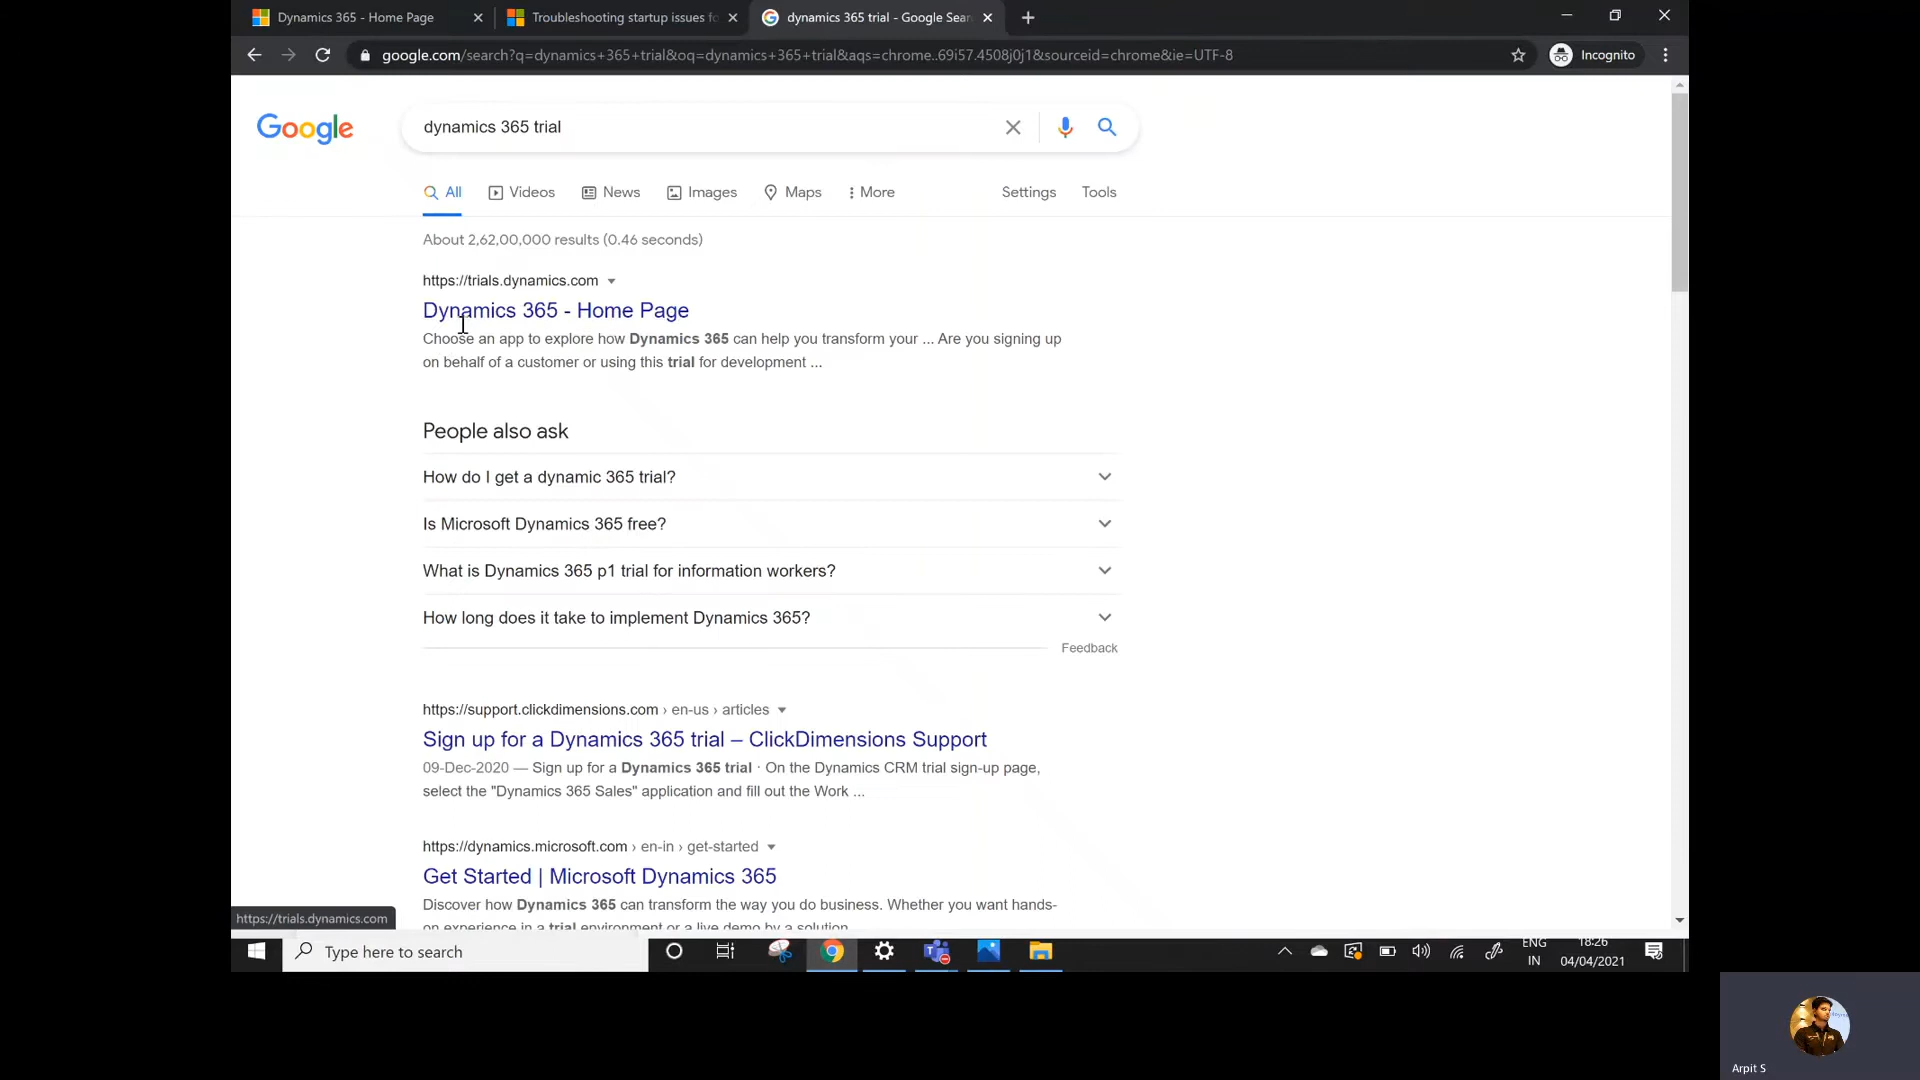 Dynamics 365 - Home Page
Troubleshooting startup issues fo
dynamics 365 trial - Google Sear
google.com/search?q=dynamics+365+trial&oq=dynamics+365+trial&aqs=chrome..69i57.4508j0j1&sourceid=chrome&ie=UTF-8
Incognito
Google
dynamics 365 trial
All
Videos
News
Images
Maps
More
Settings
Tools
About 2,62,00,000 results (0.46 seconds)
https://trials.dynamics.com
Dynamics 365 - Home Page
Choose an app to explore how Dynamics 365 can help you transform your ... Are you signing up
on behalf of a customer or using this trial for development ...
People also ask
How do I get a dynamic 365 trial?
Is Microsoft Dynamics 365 free?
What is Dynamics 365 p1 trial for information workers?
How long does it take to implement Dynamics 365?
Feedback
https://support.clickdimensions.com › en-us › articles
Sign up for a Dynamics 365 trial – ClickDimensions Support
09-Dec-2020 — Sign up for a Dynamics 365 trial · On the Dynamics CRM trial sign-up page,
select the "Dynamics 365 Sales" application and fill out the Work ...
https://dynamics.microsoft.com › en-in › get-started
Get Started | Microsoft Dynamics 365
Discover how Dynamics 365 can transform the way you do business. Whether you want hands-
on experience in a trial environment or a live demo by a solution
https://trials.dynamics.com
Type here to search
ENG
IN
18:26
04/04/2021
Arpit S